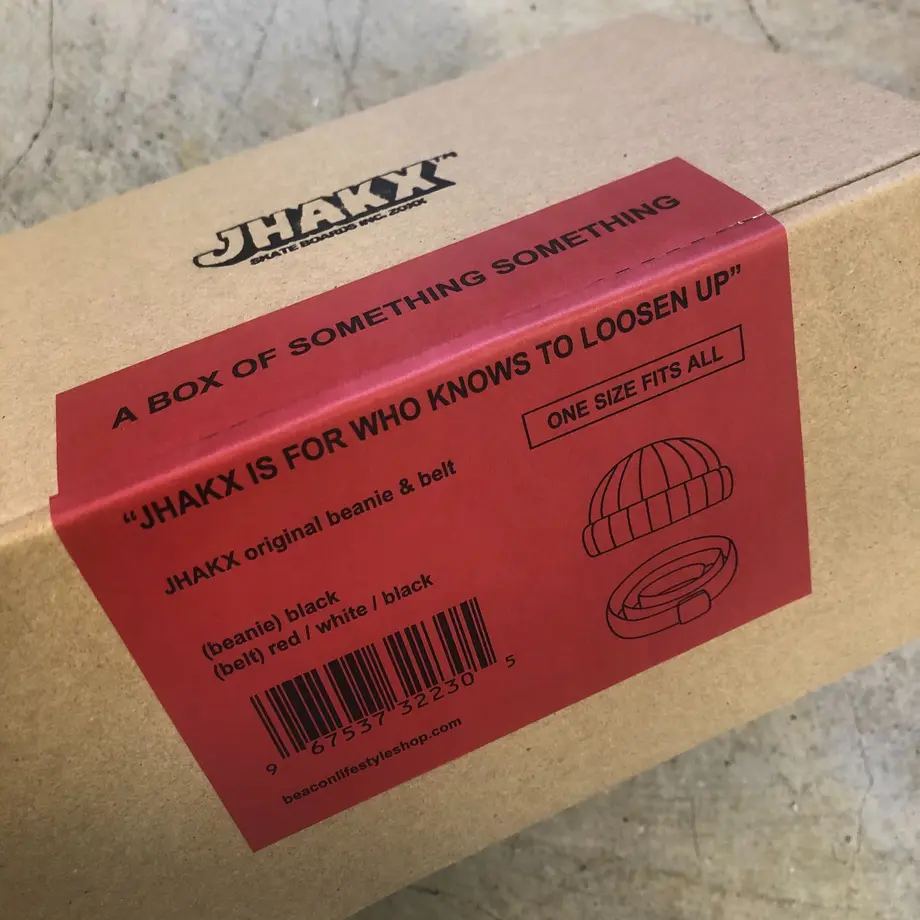 JHAKX™
SKATE BOARDS INC. ZOXX
A BOX OF SOMETHING SOMETHING
“JHAKX IS FOR WHO KNOWS TO LOOSEN UP”
ONE SIZE FITS ALL
JHAKX original beanie & belt
(beanie) black
(belt) red / white / black
9 67537 32230 5
beaconlifestyleshop.com